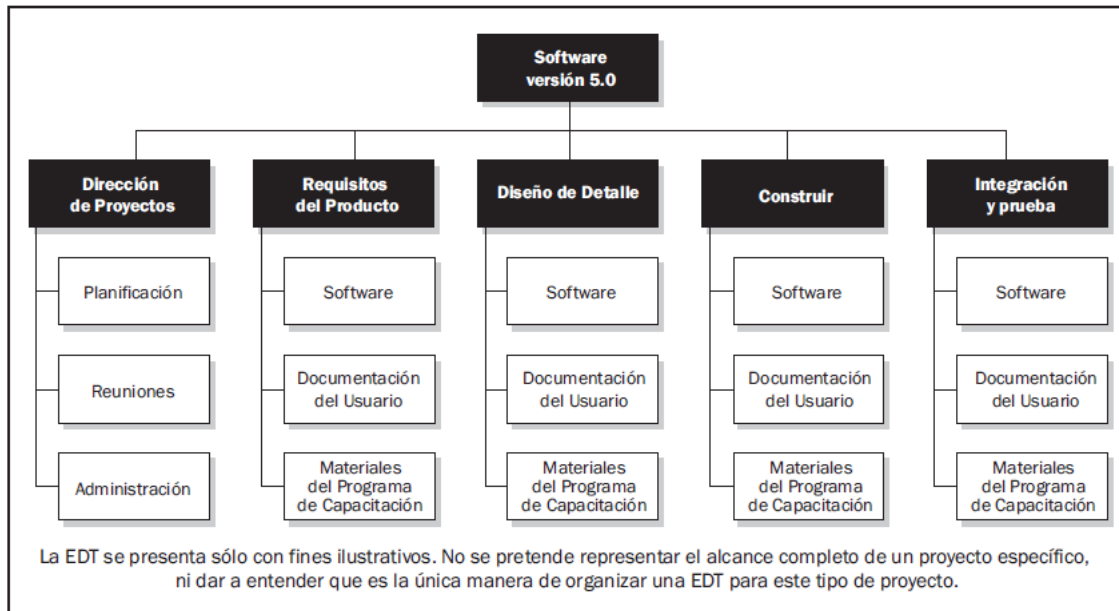 Software
versión 5.0
Dirección
de Proyectos
Requisitos
del Producto
Diseño de Detalle
Construir
Integración
y prueba
Planificación
Software
Software
Software
Software
Reuniones
Documentación
del Usuario
Documentación
del Usuario
Documentación
del Usuario
Documentación
del Usuario
Administración
Materiales
del Programa
de Capacitación
Materiales
del Programa
de Capacitación
Materiales
del Programa
de Capacitación
Materiales
del Programa
de Capacitación
La EDT se presenta sólo con fines ilustrativos. No se pretende representar el alcance completo de un proyecto específico,
ni dar a entender que es la única manera de organizar una EDT para este tipo de proyecto.